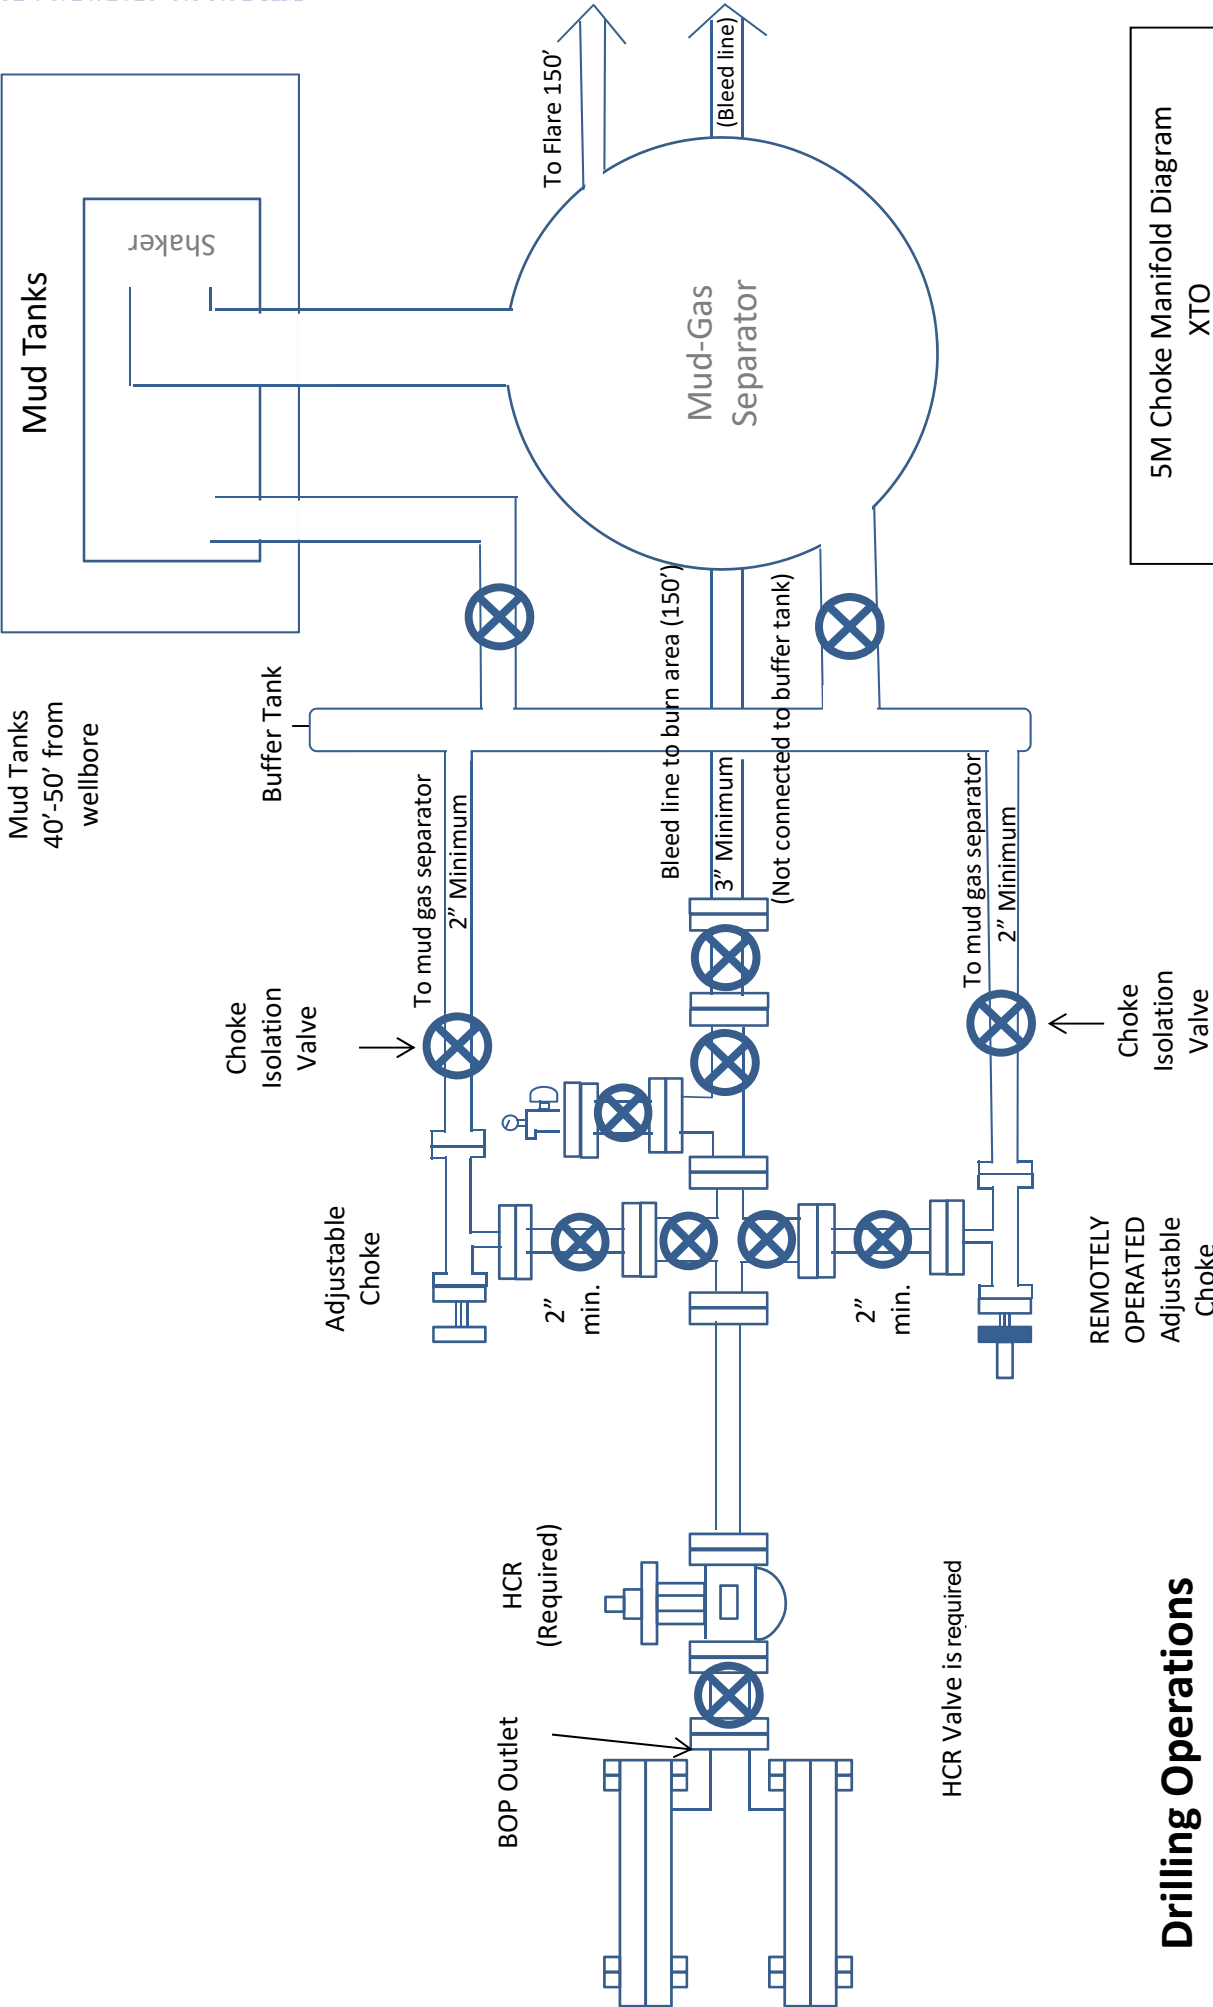 Mud Tanks
Shaker
Mud Tanks
40’-50’ from
wellbore
To Flare 150’
(Bleed line)
Mud-Gas
Separator
Buffer Tank
Bleed line to burn area (150’)
3” Minimum
(Not connected to buffer tank)
To mud gas separator
2” Minimum
To mud gas separator
2” Minimum
Choke
Isolation
Valve
Choke
Isolation
Valve
Adjustable
Choke
2”
min.
2”
min.
REMOTELY
OPERATED
Adjustable
Choke
HCR
(Required)
BOP Outlet
HCR Valve is required
Drilling Operations
5M Choke Manifold Diagram
XTO